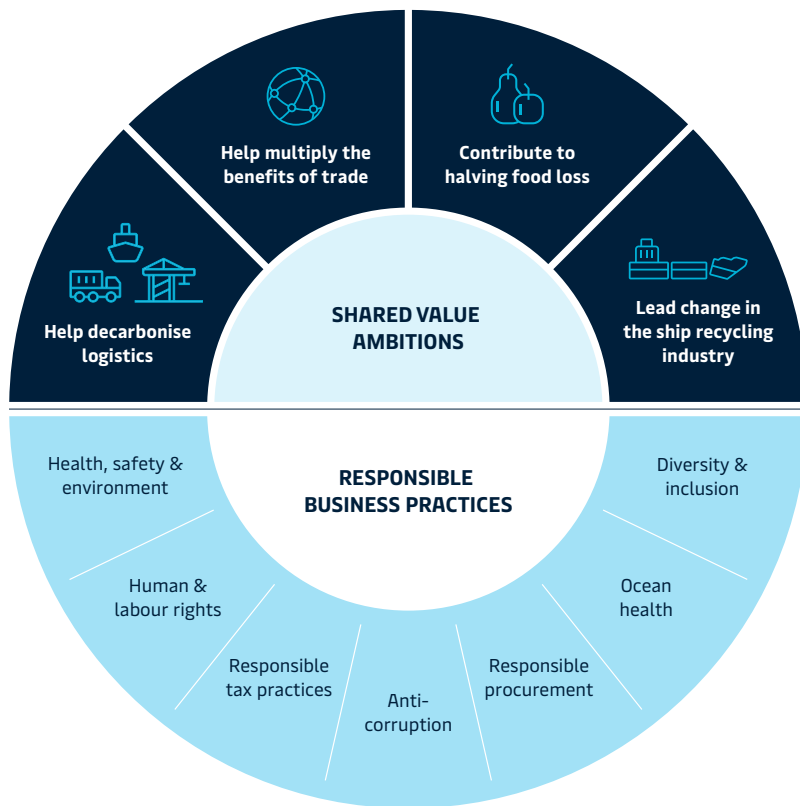 Help multiply the
benefits of trade
Contribute to
halving food loss
Help decarbonise
logistics
Lead change in
the ship recycling
industry
SHARED VALUE
AMBITIONS
RESPONSIBLE
BUSINESS PRACTICES
Health, safety &
environment
Human &
labour rights
Responsible
tax practices
Anti-
corruption
Responsible
procurement
Ocean
health
Diversity &
inclusion